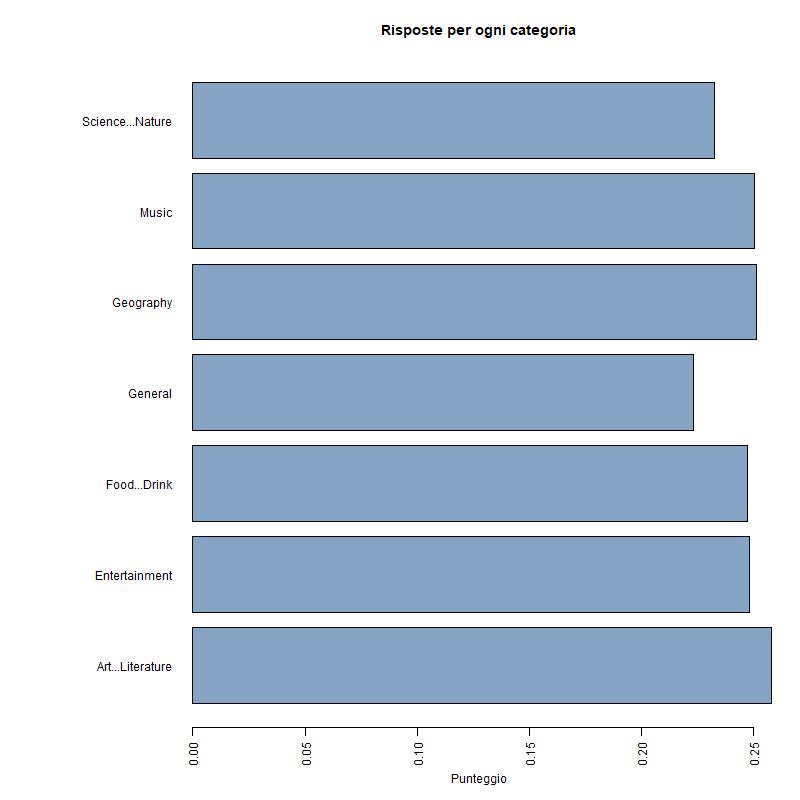 Risposte per ogni categoria
Science...Nature
Music
Geography
General
Food...Drink
Entertainment
Art...Literature
0.00
0.05
0.10
0.15
0.20
0.25
Punteggio